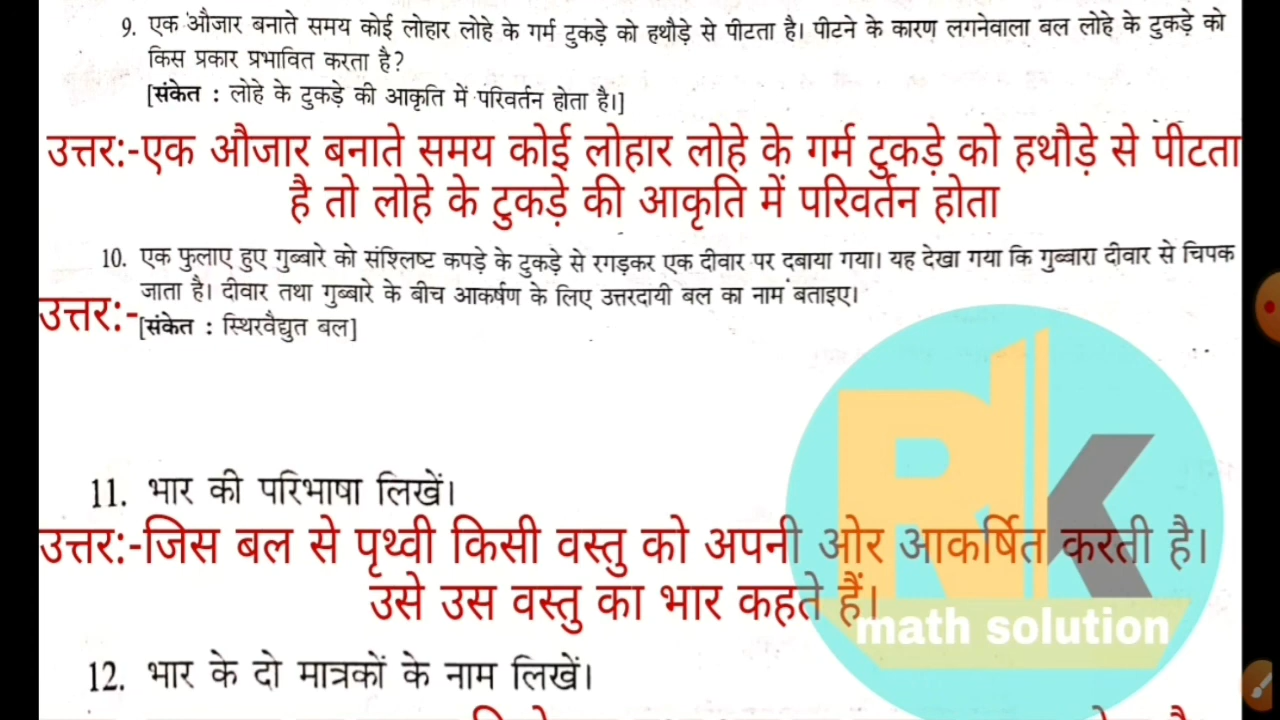 9. एक औजार बनाते समय कोई लोहार लोहे के गर्म टुकड़े को हथौड़े से पीटता है। पीटने के कारण लगनेवाला बल लोहे के टुकड़े को
किस प्रकार प्रभावित करता है?
[संकेत : लोहे के टुकड़े की आकृति में परिवर्तन होता है।]
उत्तर:-एक औजार बनाते समय कोई लोहार लोहे के गर्म टुकड़े को हथौड़े से पीटता
है तो लोहे के टुकड़े की आकृति में परिवर्तन होता
10. एक फुलाए हुए गुब्बारे को संश्लिष्ट कपड़े के टुकड़े से रगड़कर एक दीवार पर दबाया गया। यह देखा गया कि गुब्बारा दीवार से चिपक
जाता है। दीवार तथा गुब्बारे के बीच आकर्षण के लिए उत्तरदायी बल का नाम बताइए।
उत्तर:-
[संकेत : स्थिरवैद्युत बल]
11. भार की परिभाषा लिखें।
उत्तर:-जिस बल से पृथ्वी किसी वस्तु को अपनी ओर आकर्षित करती है।
उसे उस वस्तु का भार कहते हैं।
RK
math solution
12. भार के दो मात्रकों के नाम लिखें।